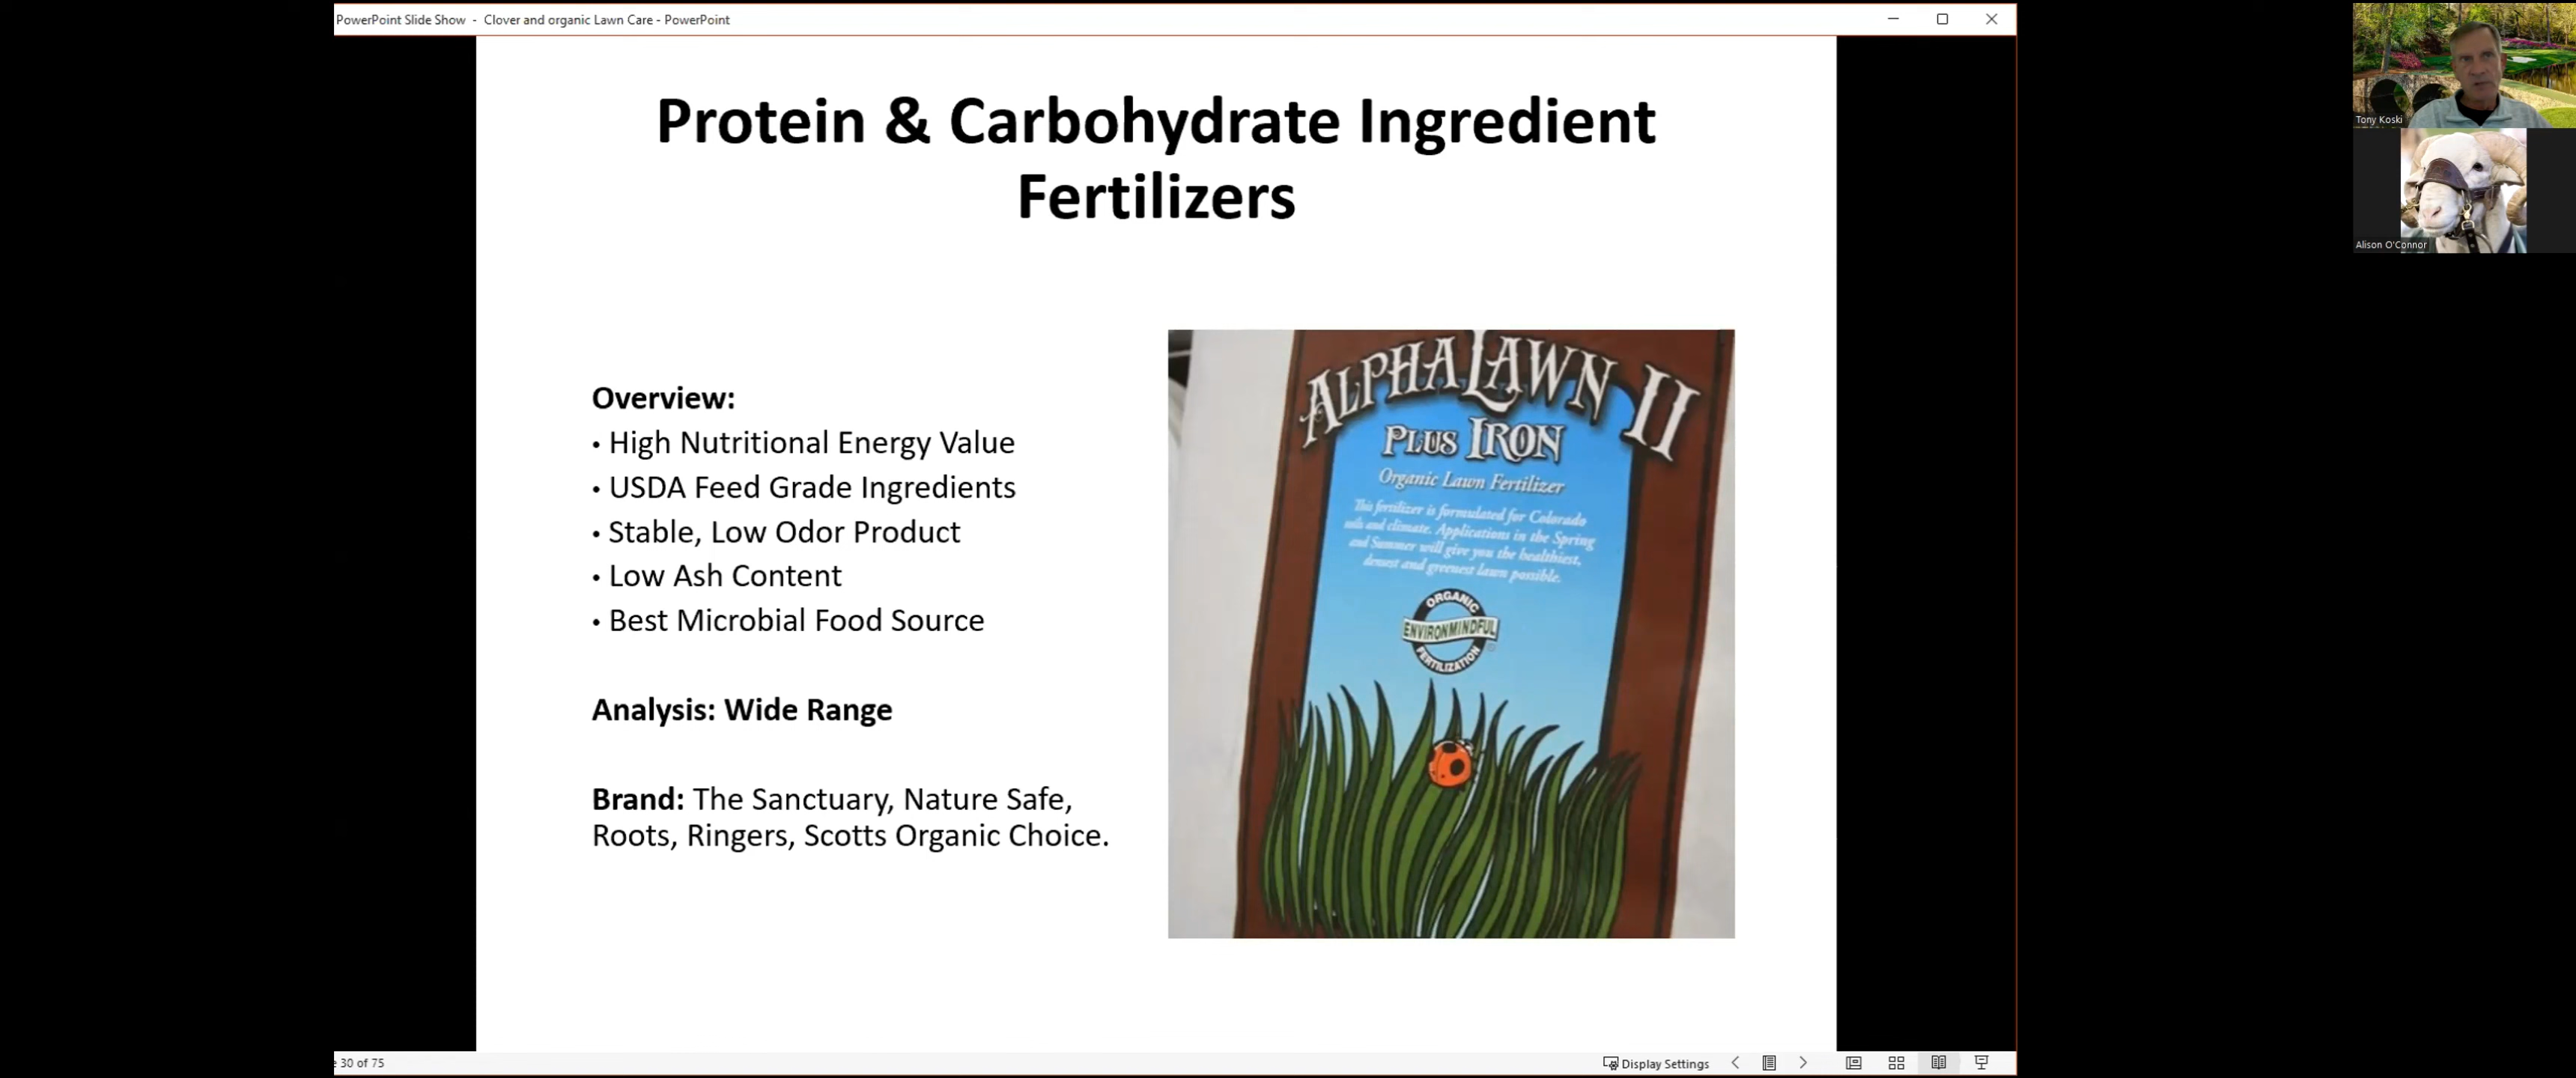 PowerPoint Slide Show - Clover and organic Lawn Care - PowerPoint
Protein & Carbohydrate Ingredient
Fertilizers
Overview:
• High Nutritional Energy Value
• USDA Feed Grade Ingredients
• Stable, Low Odor Product
• Low Ash Content
• Best Microbial Food Source
Analysis: Wide Range
Brand: The Sanctuary, Nature Safe,
Roots, Ringers, Scotts Organic Choice.
ALPHALAWN II
PLUS IRON
Organic Lawn Fertilizer
This fertilizer is formulated for Colorado
soils and climate. Applications in the Spring
and Summer will give you the healthiest,
densest and greenest lawn possible.
ORGANIC
ENVIRONMINDFUL
FERTILIZATION
Tony Koski
Alison O'Connor
30 of 75
Display Settings